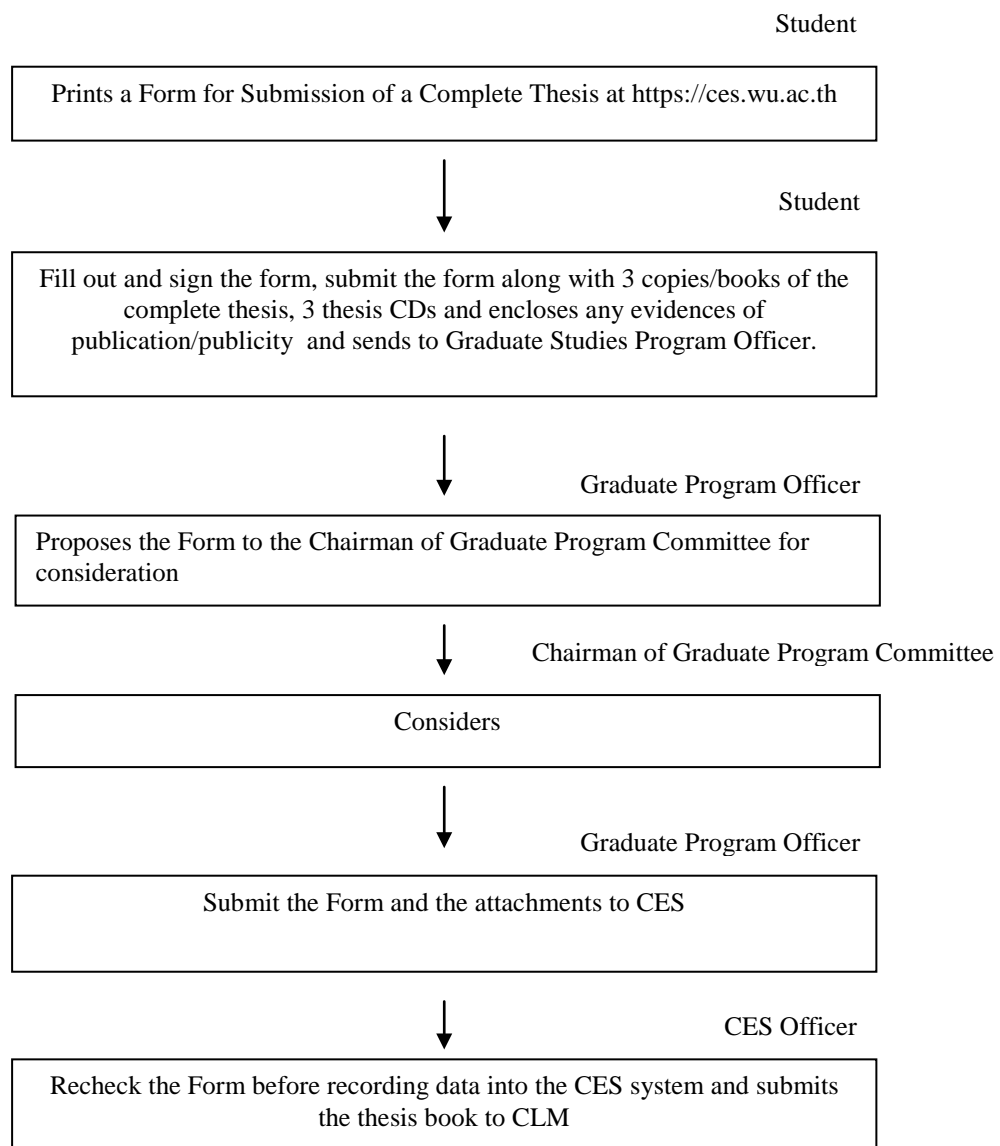 Student
Prints a Form for Submission of a Complete Thesis at https://ces.wu.ac.th
Student
Fill out and sign the form, submit the form along with 3 copies/books of the
complete thesis, 3 thesis CDs and encloses any evidences of
publication/publicity  and sends to Graduate Studies Program Officer.
Graduate Program Officer
Proposes the Form to the Chairman of Graduate Program Committee for
consideration
Chairman of Graduate Program Committee
Considers
Graduate Program Officer
Submit the Form and the attachments to CES
CES Officer
Recheck the Form before recording data into the CES system and submits
the thesis book to CLM